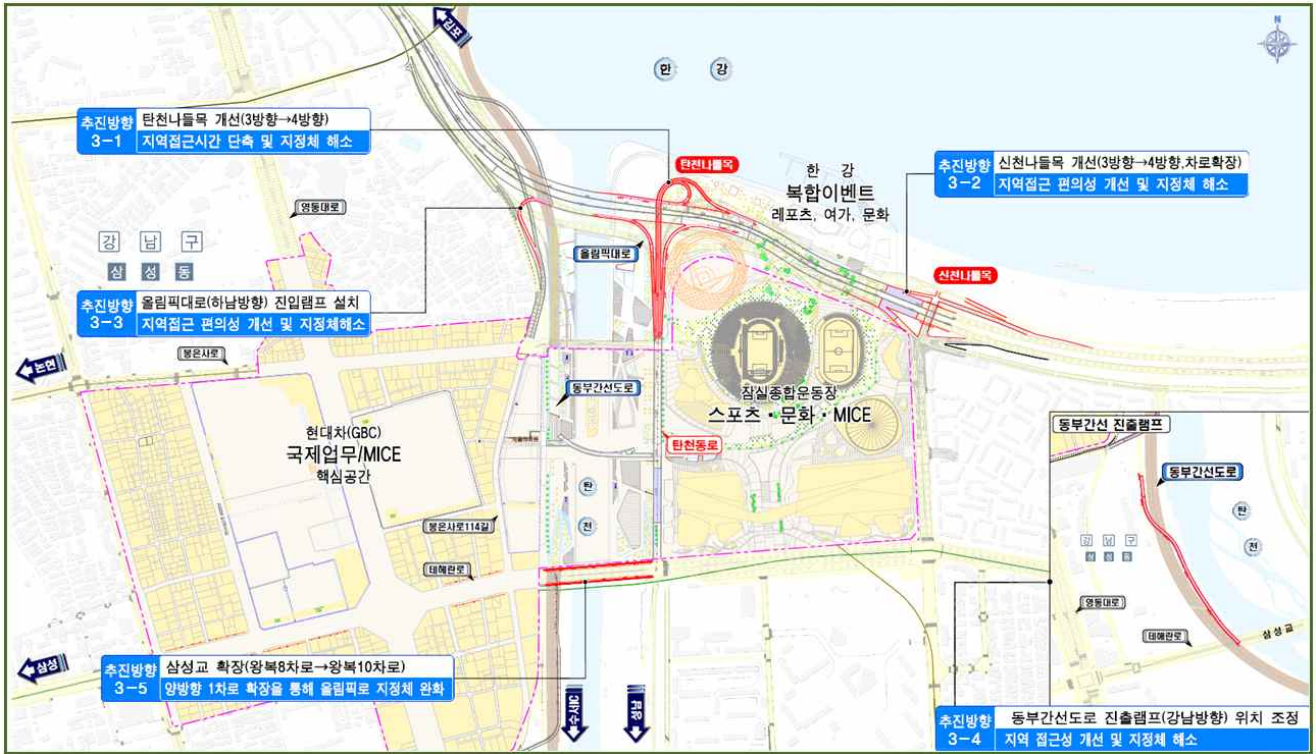 김포
N
한 강
추진방향 3-1
탄천나들목 개선(3방향→4방향)
지역접근시간 단축 및 지정체 해소
탄천나들목
한 강
복합이벤트
레포츠, 여가, 문화
추진방향 3-2
신천나들목 개선(3방향→4방향,차로확장)
지역접근 편의성 개선 및 지정체 해소
영동대로
강 남 구
삼 성 동
올림픽대로
신천나들목
추진방향 3-3
올림픽대로(하남방향) 진입램프 설치
지역접근 편의성 개선 및 지정체해소
봉은사로
논현
동부간선도로
잠실종합운동장
스포츠·문화·MICE
현대차(GBC)
국제업무/MICE
핵심공간
탄천동로
탄
천
봉은사로114길
테헤란로
동부간선 진출램프
동부간선도로
탄
천
강 남 구
삼 성 동
영동대로
테헤란로
삼성교
삼성
추진방향 3-5
삼성교 확장(왕복8차로→왕복10차로)
양방향 1차로 확장을 통해 올림픽로 지정체 완화
수서IC
성남
추진방향 3-4
동부간선도로 진출램프(강남방향) 위치 조정
지역 접근성 개선 및 지정체 해소